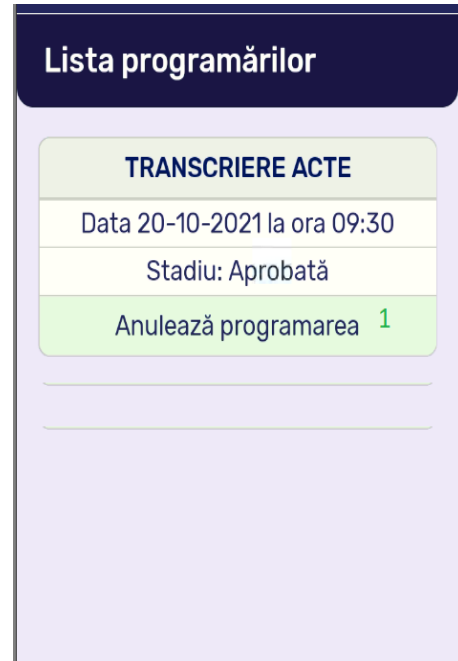 Lista programărilor
TRANSCRIERE ACTE
Data 20-10-2021 la ora 09:30
Stadiu: Aprobată
Anulează programarea 1